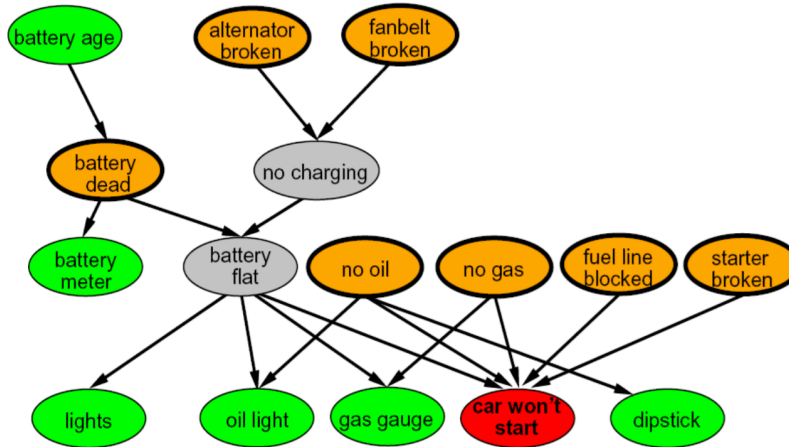 battery age
alternator
broken
fanbelt
broken
battery
dead
no charging
battery
meter
battery
flat
no oil
no gas
fuel line
blocked
starter
broken
lights
oil light
gas gauge
car won't
start
dipstick